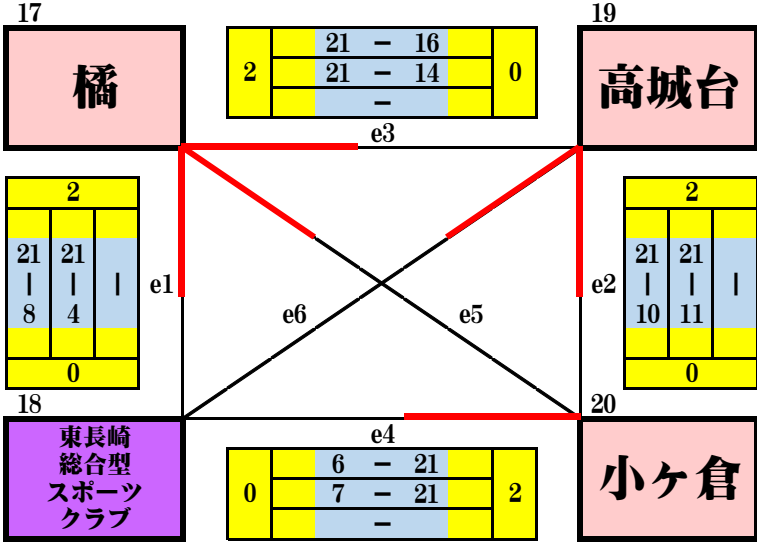 17
19
橘
2
21 － 16
21 － 14
－
0
高城台
e3
2
21 21
｜ ｜ ｜
8 4
0
e1
e6
e5
e2
2
21 21
｜ ｜ ｜
10 11
0
18
20
e4
東長崎
総合型
スポーツ
クラブ
0
6 － 21
7 － 21
－
2
小ヶ倉